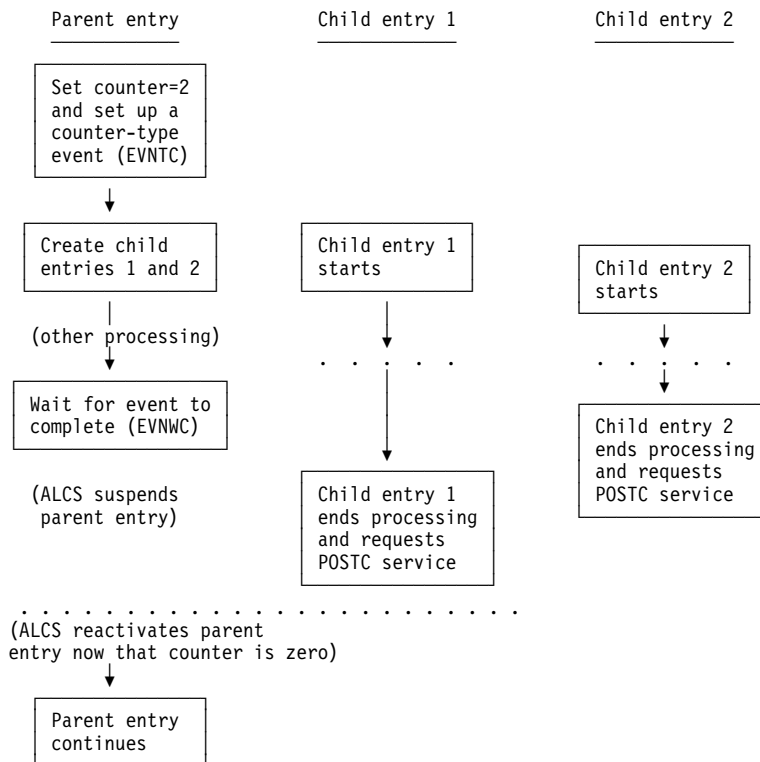 Parent entry
Child entry 1
Child entry 2
Set counter=2
and set up a
counter-type
event (EVNTC)
Create child
entries 1 and 2
Child entry 1
starts
Child entry 2
starts
(other processing)
. . . . .
. . . . .
Wait for event to
complete (EVNWC)
Child entry 2
ends processing
and requests
POSTC service
(ALCS suspends
parent entry)
Child entry 1
ends processing
and requests
POSTC service
. . . . . . . . . . . . . . . . . . . . . . . .
(ALCS reactivates parent
entry now that counter is zero)
Parent entry
continues